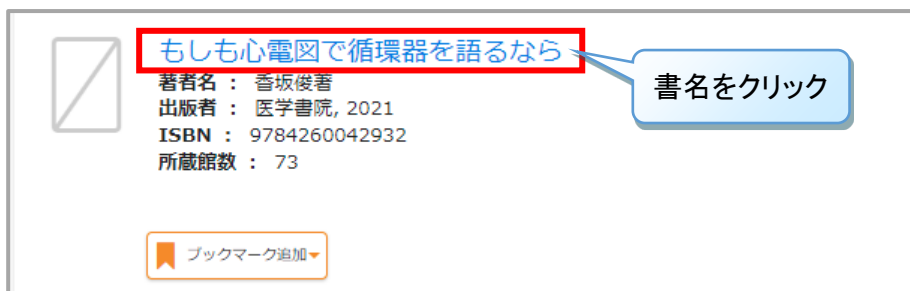 もしも心電図で循環器を語るなら
著者名 : 香坂俊著
出版者 : 医学書院, 2021
ISBN : 9784260042932
所蔵館数 : 73
ブックマーク追加
書名をクリック